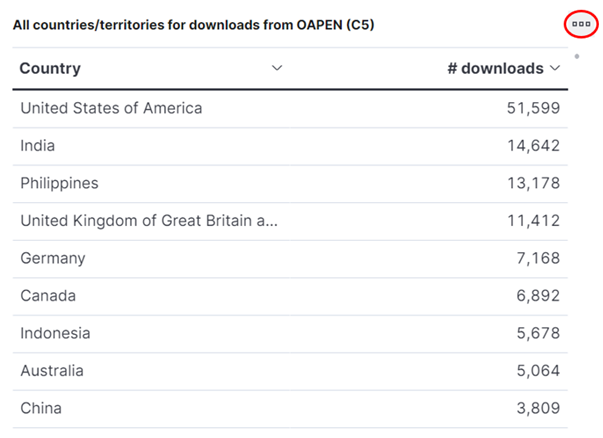 All countries/territories for downloads from OAPEN (C5)
Country # downloads
United States of America 51,599
India 14,642
Philippines 13,178
United Kingdom of Great Britain a... 11,412
Germany 7,168
Canada 6,892
Indonesia 5,678
Australia 5,064
China 3,809